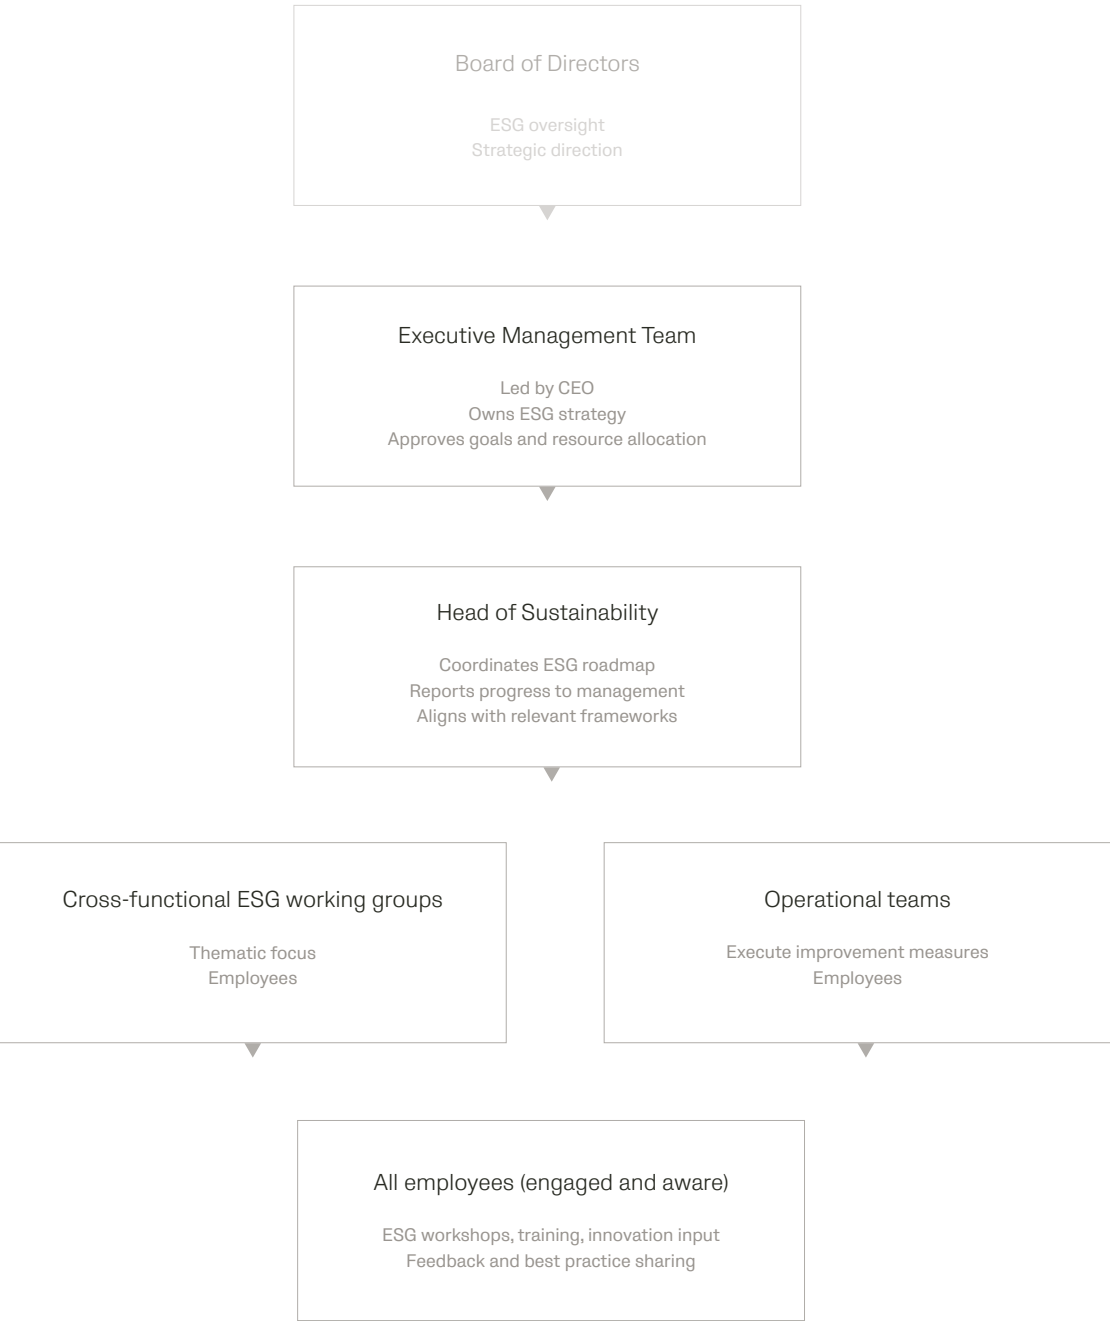 Board of Directors
ESG oversight
Strategic direction
Executive Management Team
Led by CEO
Owns ESG strategy
Approves goals and resource allocation
Head of Sustainability
Coordinates ESG roadmap
Reports progress to management
Aligns with relevant frameworks
Cross-functional ESG working groups
Thematic focus
Employees
Operational teams
Execute improvement measures
Employees
All employees (engaged and aware)
ESG workshops, training, innovation input
Feedback and best practice sharing